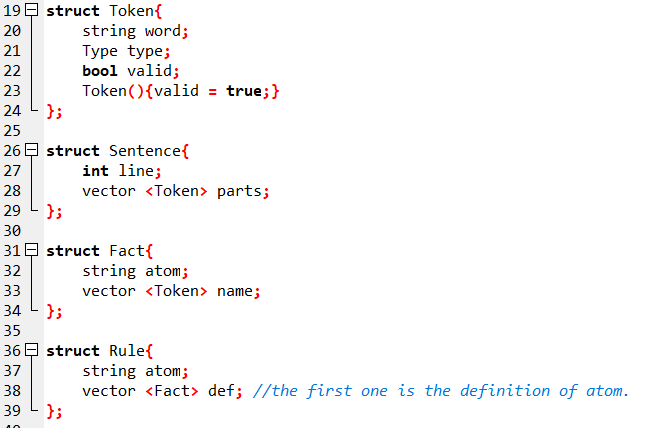 19 struct Token{
20 string word;
21 Type type;
22 bool valid;
23 Token(){valid = true;}
24 };
25
26 struct Sentence{
27 int line;
28 vector <Token> parts;
29 };
30
31 struct Fact{
32 string atom;
33 vector <Token> name;
34 };
35
36 struct Rule{
37 string atom;
38 vector <Fact> def; //the first one is the definition of atom.
39 };